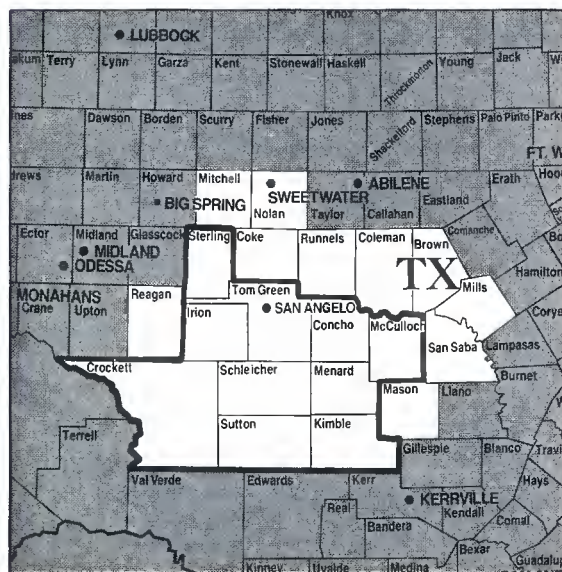 Knox
LUBBOCK
Terry Lynn Garza Kent Stonewall Haskell Throckmorton Young Jack
Dawson Borden Scurry Fisher Jones Shackelford Stephens Palo Pinto
FT. W
Martin Howard Mitchell SWEETWATER ABILENE Erath
BIG SPRING Nolan Taylor Callahan Eastland
Comanche
Ector Midland Glasscock Sterling Coke Runnels Coleman Brown
MIDLAND
ODESSA
TX
Hamilton
Mills
MONAHANS Reagan Tom Green
Crane Upton Irion SAN ANGELO
Concho McCulloch San Saba Lampasas
Crockett Schleicher Menard Burnet
Mason Llano
Sutton Kimble
Terrell Gillespie Blanco
Hays
Val Verde Edwards Kerr
KERRVILLE
Real Kendall Comal
Bandera
Bexar
Kinney Uvalde Medina